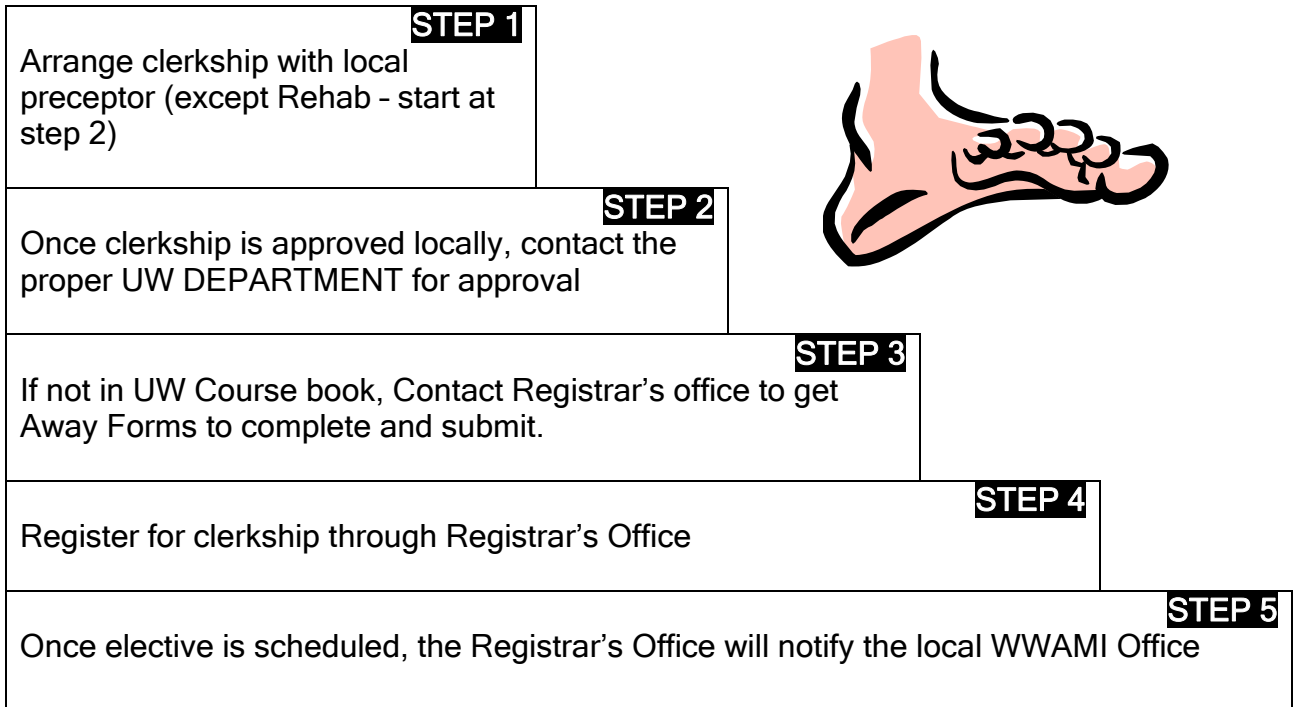 STEP 1
Arrange clerkship with local
preceptor (except Rehab – start at
step 2)
STEP 2
Once clerkship is approved locally, contact the
proper UW DEPARTMENT for approval
STEP 3
If not in UW Course book, Contact Registrar’s office to get
Away Forms to complete and submit.
STEP 4
Register for clerkship through Registrar’s Office
STEP 5
Once elective is scheduled, the Registrar’s Office will notify the local WWAMI Office